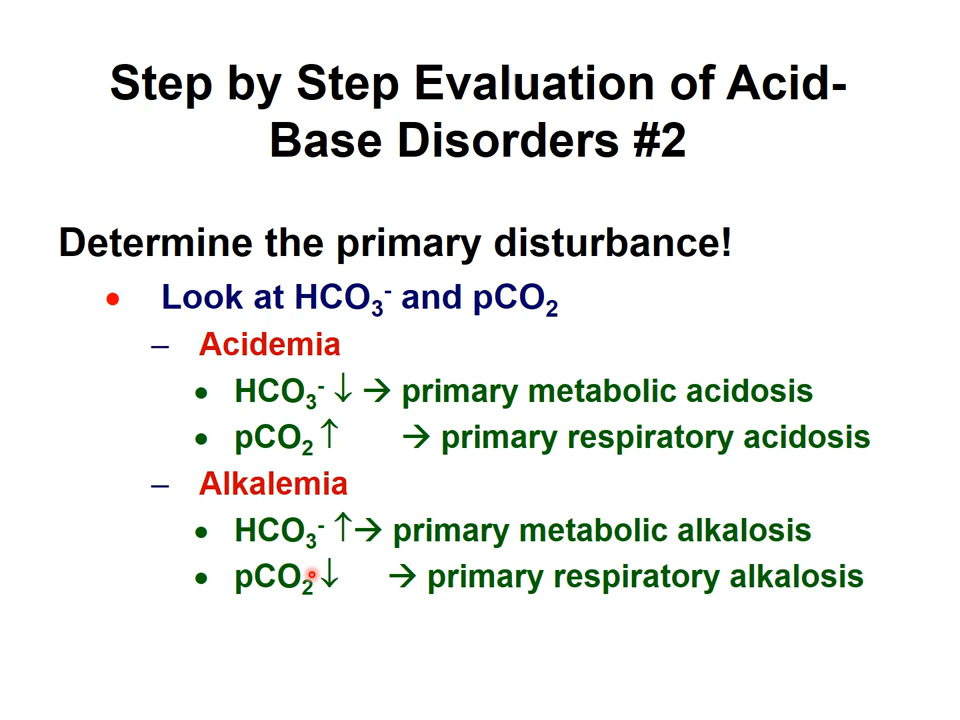 Step by Step Evaluation of Acid-
Base Disorders #2
Determine the primary disturbance!
• Look at HCO₃⁻ and pCO₂
– Acidemia
• HCO₃⁻ ↓ → primary metabolic acidosis
• pCO₂ ↑ → primary respiratory acidosis
– Alkalemia
• HCO₃⁻ ↑→ primary metabolic alkalosis
• pCO₂ ↓ → primary respiratory alkalosis